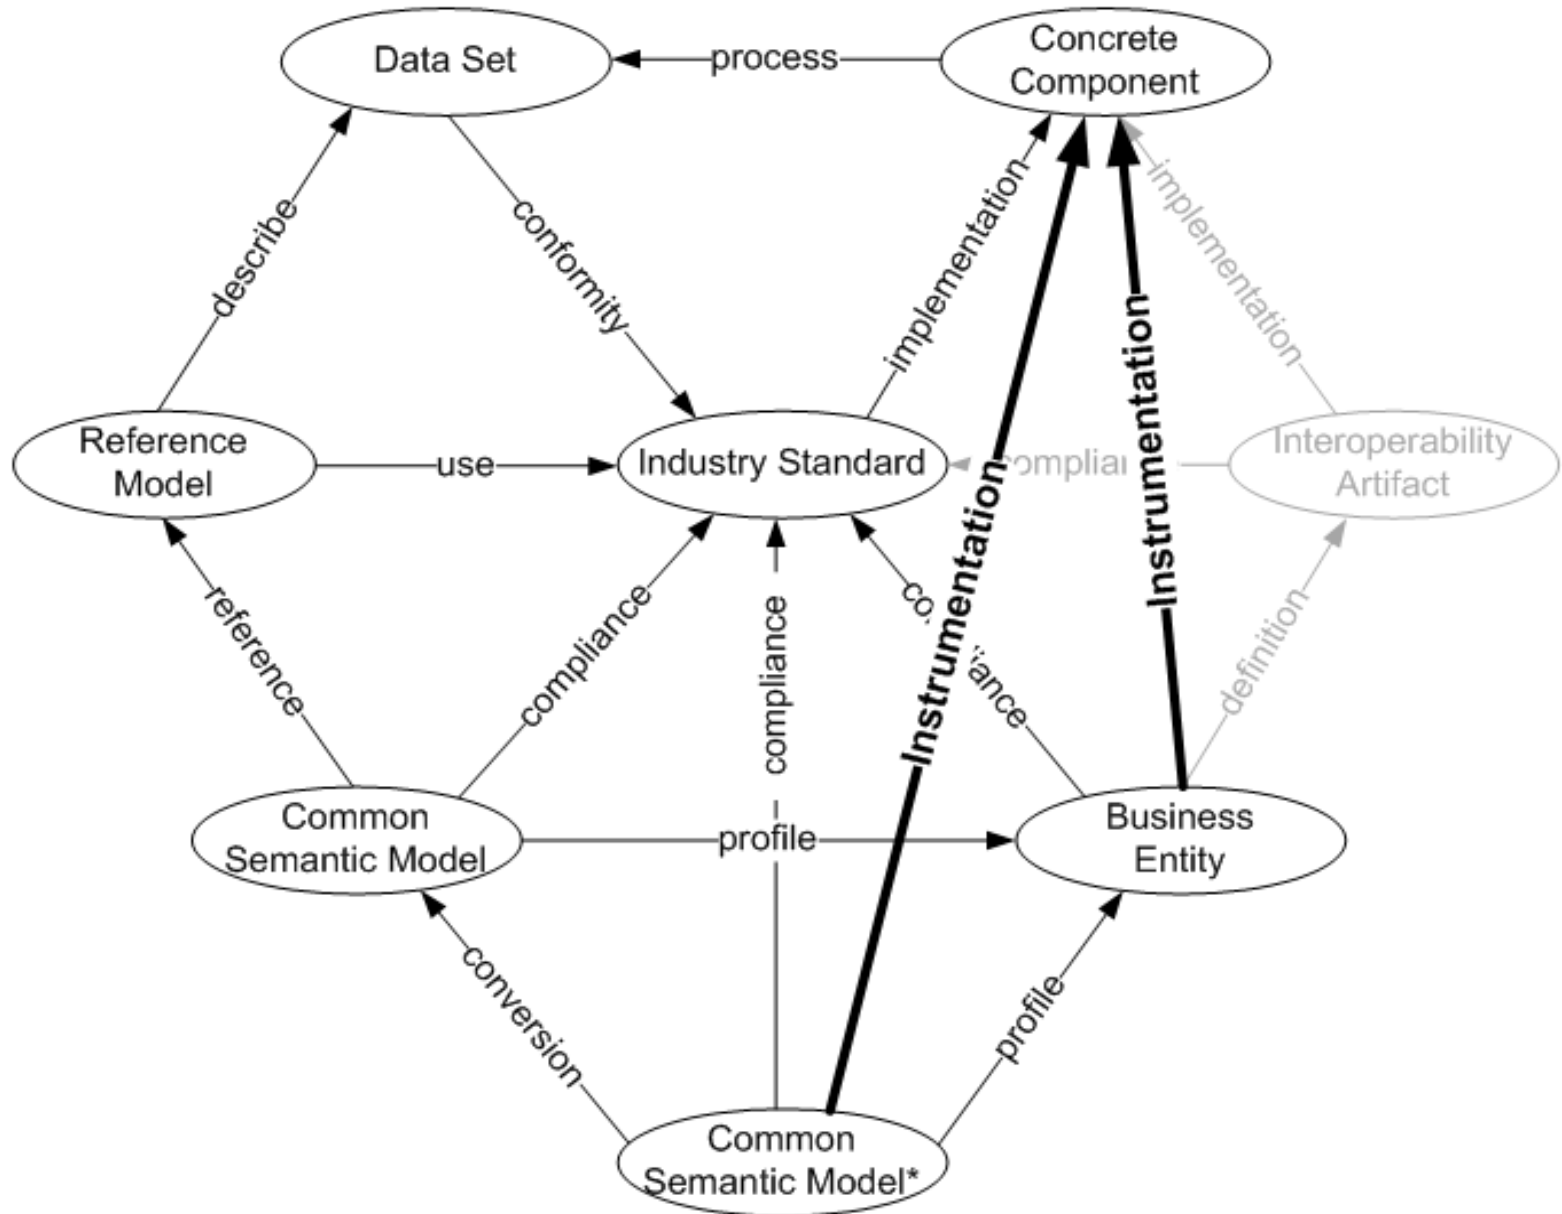 Data Set
process
Concrete
Component
describe
conformity
implementation
implementation
Reference
Model
use
Industry Standard
Interoperability
Artifact
Instrumentation
Instrumentation
reference
compliance
compliance
definition
Common
Semantic Model
profile
Business
Entity
conversion
profile
Common
Semantic Model*